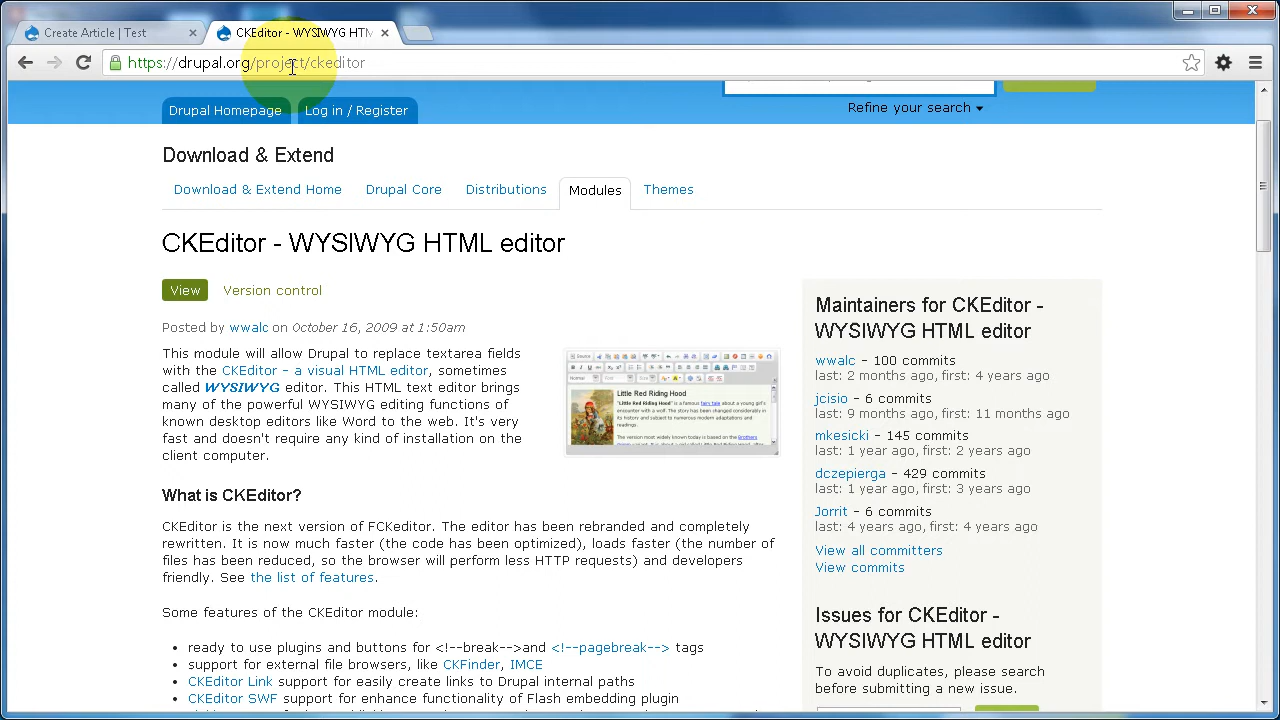 Create Article | Test
CKEditor - WYSIWYG HTM
https://drupal.org/project/ckeditor
Refine your search
Drupal Homepage
Log in / Register
Download & Extend
Download & Extend Home
Drupal Core
Distributions
Modules
Themes
CKEditor - WYSIWYG HTML editor
View
Version control
Posted by wwalc on October 16, 2009 at 1:50am
This module will allow Drupal to replace textarea fields
with the CKEditor - a visual HTML editor, sometimes
called WYSIWYG editor. This HTML text editor brings
many of the powerful WYSIWYG editing functions of
known desktop editors like Word to the web. It's very
fast and doesn't require any kind of installation on the
client computer.
Little Red Riding Hood
What is CKEditor?
CKEditor is the next version of FCKeditor. The editor has been rebranded and completely
rewritten. It is now much faster (the code has been optimized), loads faster (the number of
files has been reduced, so the browser will perform less HTTP requests) and developers
friendly. See the list of features.
Some features of the CKEditor module:
• ready to use plugins and buttons for <!--break-->and <!--pagebreak--> tags
• support for external file browsers, like CKFinder, IMCE
• CKEditor Link support for easily create links to Drupal internal paths
• CKEditor SWF support for enhance functionality of Flash embedding plugin
Maintainers for CKEditor -
WYSIWYG HTML editor
wwalc - 100 commits
last: 2 months ago, first: 4 years ago
jcisio - 6 commits
last: 9 months ago, first: 11 months ago
mkesicki - 145 commits
last: 1 year ago, first: 2 years ago
dczepierga - 429 commits
last: 1 year ago, first: 3 years ago
Jorrit - 6 commits
last: 4 years ago, first: 4 years ago
View all committers
View commits
Issues for CKEditor -
WYSIWYG HTML editor
To avoid duplicates, please search
before submitting a new issue.